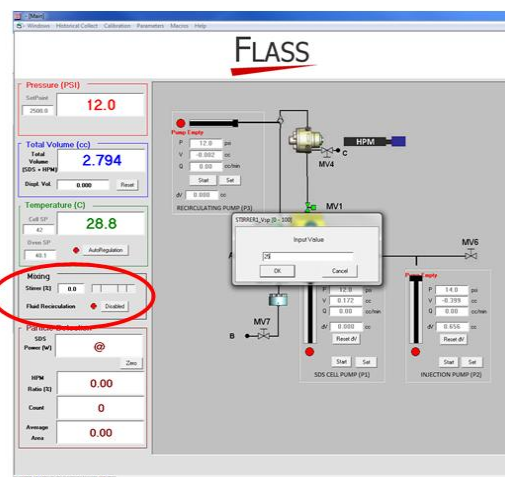 [Main]
Windows Historical Collect Calibration Parameters Macros Help
FLASS
Pressure (PSI)
SetPoint
2500.0
12.0
Total Volume (cc)
Total
Volume
(SDS + HPM)
2.794
Displ. Vol.
0.000
Reset
Temperature (C)
Cell SP
42
28.8
Oven SP
40.3
AutoRegulation
Mixing
Stirrer (%)
0.0
Fluid Recirculation
Disabled
Particle Detection
SDS
Power (W)
@
Zero
HPM
Ratio (%)
0.00
Count
0
Average
Area
0.00
Pump Empty
P 12.0 psi
V -0.002 cc
Q 0.00 cc/min
Start Set
dV 0.000 cc
RECIRCULATING PUMP (P3)
HPM
C
MV4
MV1
STIRRER1_Vsp [0 - 100]
Input Value
25
OK Cancel
A
MV6
MV7
B
P 12.0 psi
V 0.172 cc
Q 0.00 cc/min
dV 0.000 cc
Reset dV
Start Set
SDS CELL PUMP (P1)
Pump Empty
P 14.0 psi
V -0.399 cc
Q 0.00 cc/min
dV 0.656 cc
Reset dV
Start Set
INJECTION PUMP (P2)